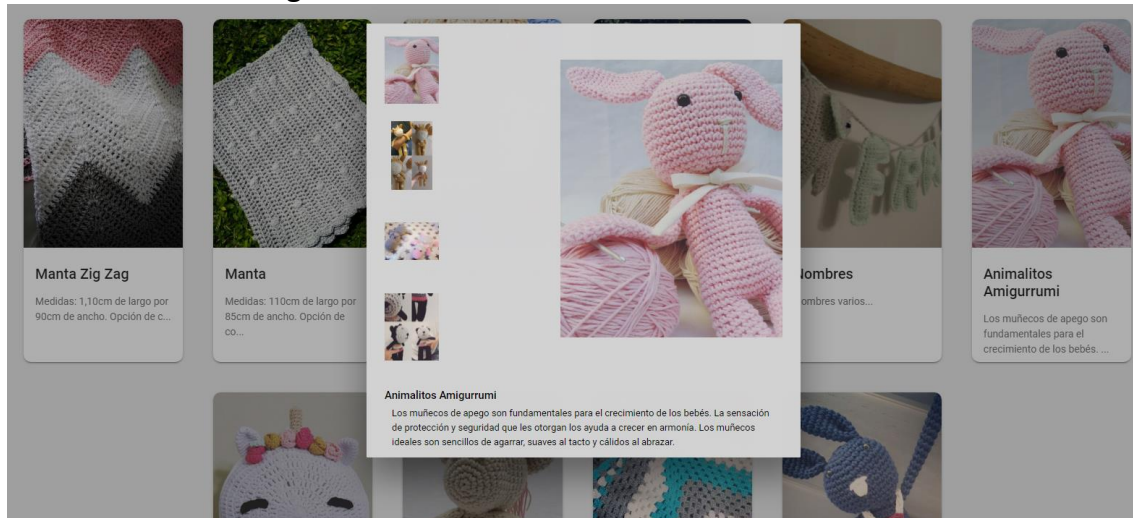 Manta Zig Zag
Medidas: 1,10cm de largo por
90cm de ancho. Opción de c...
Manta
Medidas: 110cm de largo por
85cm de ancho. Opción de
co...
Animalitos Amigurrumi
Los muñecos de apego son fundamentales para el crecimiento de los bebés. La sensación
de protección y seguridad que les otorgan los ayuda a crecer en armonía. Los muñecos
ideales son sencillos de agarrar, suaves al tacto y cálidos al abrazar.
Nombres
ombres varios...
Animalitos
Amigurrumi
Los muñecos de apego son
fundamentales para el
crecimiento de los bebés. ...